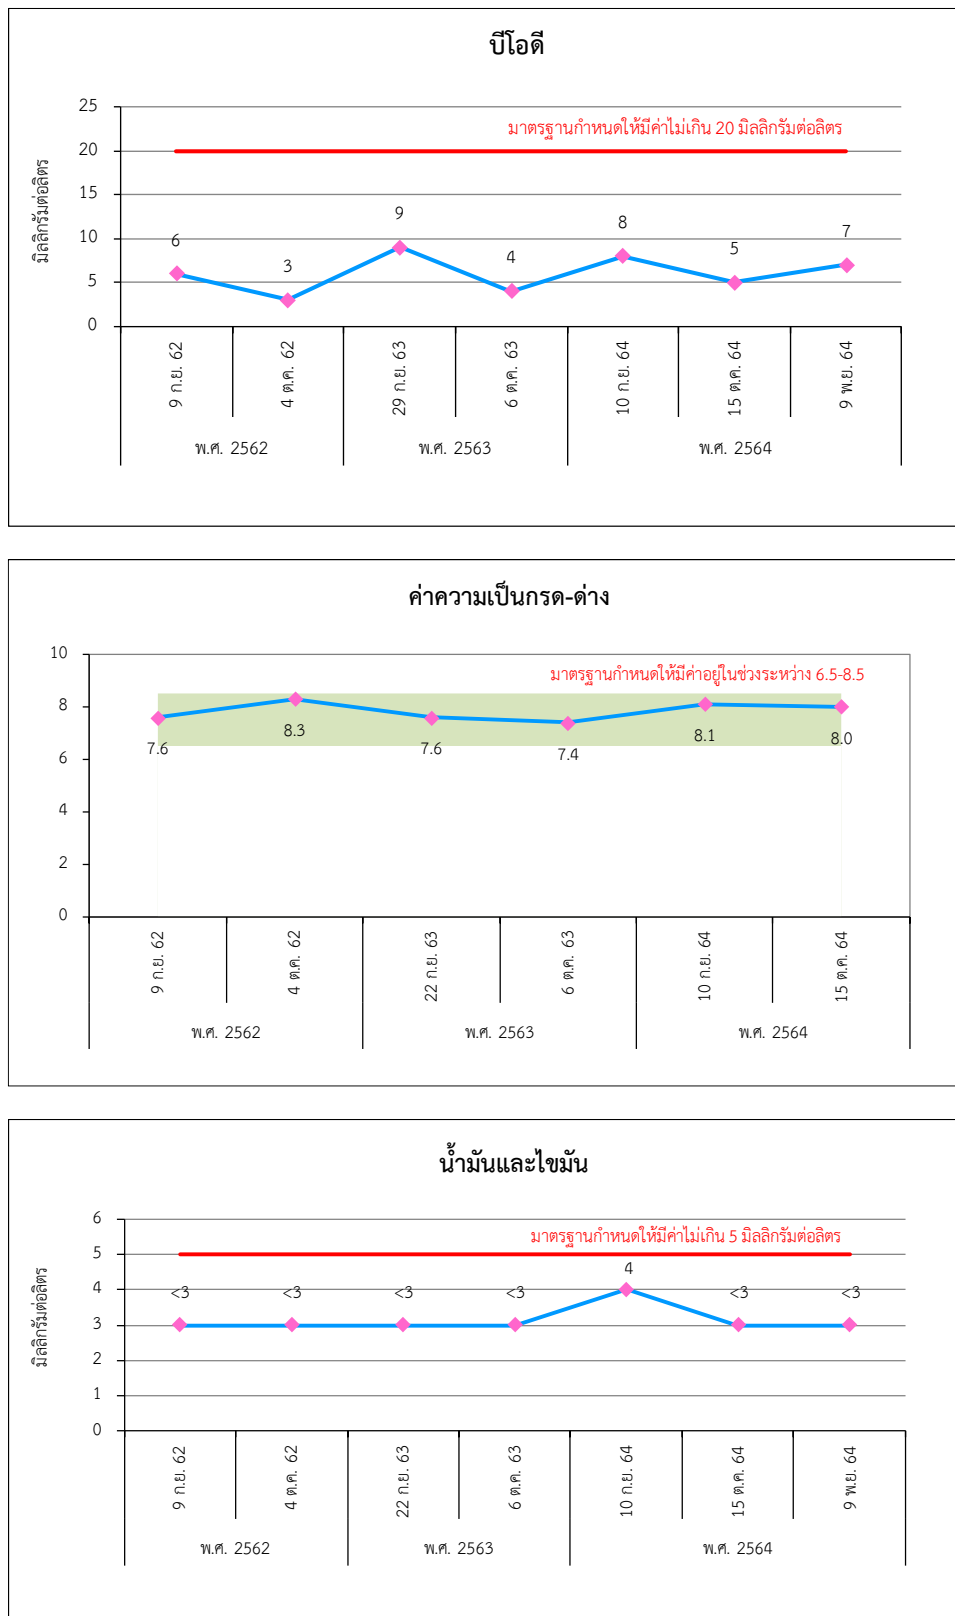 บีโอดี
มาตรฐานกำหนดให้มีค่าไม่เกิน 20 มิลลิกรัมต่อลิตร
มิลลิกรัมต่อลิตร
25
20
15
10
5
0
6 3 9 4 8 5 7
9 ก.ย. 62 4 ต.ค. 62 29 ก.ย. 63 6 ต.ค. 63 10 ก.ย. 64 15 ต.ค. 64 9 พ.ย. 64
พ.ศ. 2562 พ.ศ. 2563 พ.ศ. 2564
ค่าความเป็นกรด-ด่าง
มาตรฐานกำหนดให้มีค่าอยู่ในช่วงระหว่าง 6.5-8.5
10
8
6
4
2
0
7.6 8.3 7.6 7.4 8.1 8.0
9 ก.ย. 62 4 ต.ค. 62 22 ก.ย. 63 6 ต.ค. 63 10 ก.ย. 64 15 ต.ค. 64
พ.ศ. 2562 พ.ศ. 2563 พ.ศ. 2564
น้ำมันและไขมัน
มาตรฐานกำหนดให้มีค่าไม่เกิน 5 มิลลิกรัมต่อลิตร
มิลลิกรัมต่อลิตร
6
5
4
3
2
1
0
<3 <3 <3 <3 4 <3 <3
9 ก.ย. 62 4 ต.ค. 62 22 ก.ย. 63 6 ต.ค. 63 10 ก.ย. 64 15 ต.ค. 64 9 พ.ย. 64
พ.ศ. 2562 พ.ศ. 2563 พ.ศ. 2564